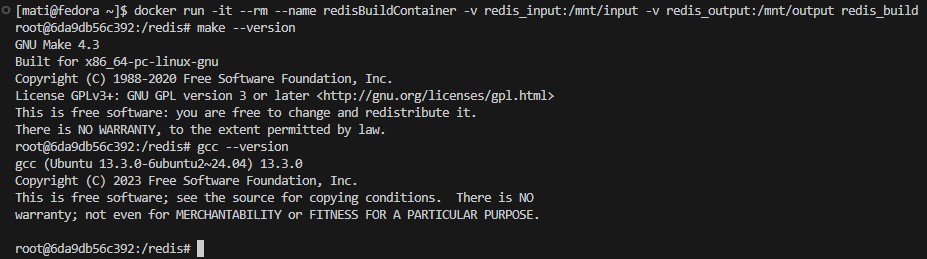 [mati@fedora ~]$ docker run -it --rm --name redisBuildContainer -v redis_input:/mnt/input -v redis_output:/mnt/output redis_build
root@6da9db56c392:/redis# make --version
GNU Make 4.3
Built for x86_64-pc-linux-gnu
Copyright (C) 1988-2020 Free Software Foundation, Inc.
License GPLv3+: GNU GPL version 3 or later <http://gnu.org/licenses/gpl.html>
This is free software: you are free to change and redistribute it.
There is NO WARRANTY, to the extent permitted by law.
root@6da9db56c392:/redis# gcc --version
gcc (Ubuntu 13.3.0-6ubuntu2~24.04) 13.3.0
Copyright (C) 2023 Free Software Foundation, Inc.
This is free software; see the source for copying conditions.  There is NO
warranty; not even for MERCHANTABILITY or FITNESS FOR A PARTICULAR PURPOSE.
root@6da9db56c392:/redis#